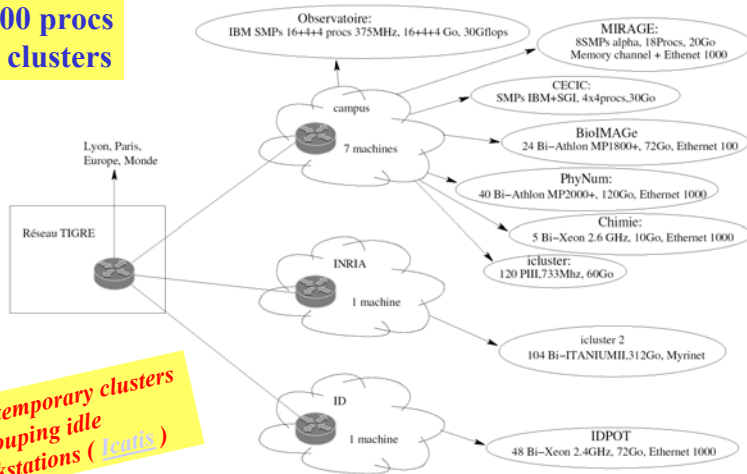 00 procs
clusters
Observatoire:
IBM SMPs 16+4+4 procs 375MHz, 16+4+4 Go, 30Gflops
MIRAGE:
8SMPs alpha, 18Procs, 20Go
Memory channel + Ethenet 1000
CECIC:
SMPs IBM+SGI, 4x4procs,30Go
campus
7 machines
BioIMAGe
24 Bi-Athlon MP1800+, 72Go, Ethernet 100
Lyon, Paris,
Europe, Monde
PhyNum:
40 Bi-Athlon MP2000+, 120Go, Ethernet 1000
Chimie:
5 Bi-Xeon 2.6 GHz, 10Go, Ethernet 1000
Réseau TIGRE
icluster:
120 PIII,733Mhz, 60Go
INRIA
1 machine
icluster 2
104 Bi-ITANIUMII,312Go, Myrinet
temporary clusters
ouping idle
kstations ( Icatis )
ID
1 machine
IDPOT
48 Bi-Xeon 2.4GHz, 72Go, Ethernet 1000